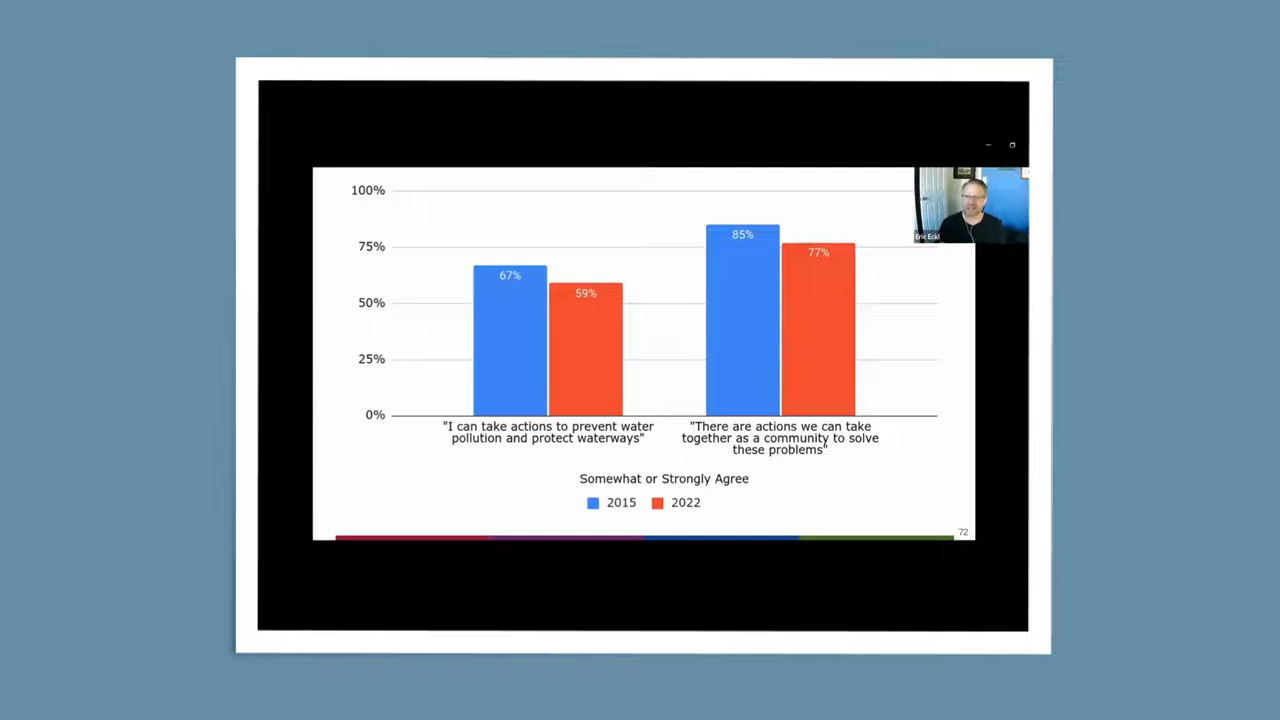 100%
75%
50%
25%
0%
67%
59%
85%
77%
"I can take actions to prevent water
pollution and protect waterways"
"There are actions we can take
together as a community to solve
these problems"
Somewhat or Strongly Agree
2015 2022
72
Eric Eckl